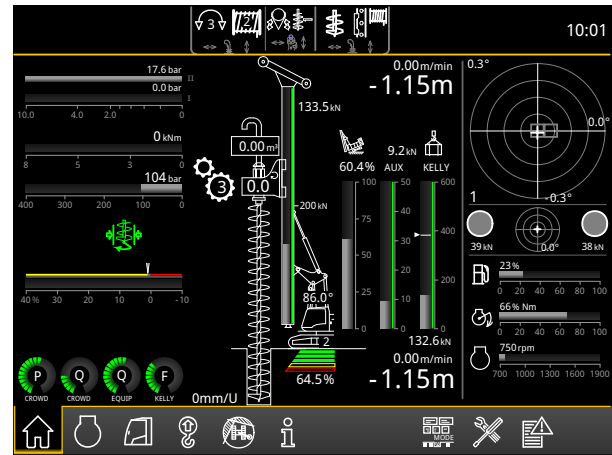 3 2
10:01
17.6 bar
II
0.0 bar
I
10.0 4.0 2.0 0
0 kNm
8 5 3 0
104 bar
400 300 200 100 0
40 % 30 20 10 0 -10
P Q Q F
CROWD CROWD EQUIP KELLY
0.00 m/min
-1.15m
133.5 kN
0.00 m³
3
0.0
200 kN
86.0°
2
64.5%
0mm/U
9.2 kN
60.4% AUX KELLY
100 50 600
75 40 400
50 30
20 200
25 10
0 0 0
132.6 kN
0.00 m/min
-1.15m
0.3°
0.0°
1
-0.3°
39 kN
0.0°
38 kN
23 %
0 20 40 60 80 100
66 % Nm
0 20 40 60 80 100
750 rpm
700 1000 1300 1600 1900
MODE